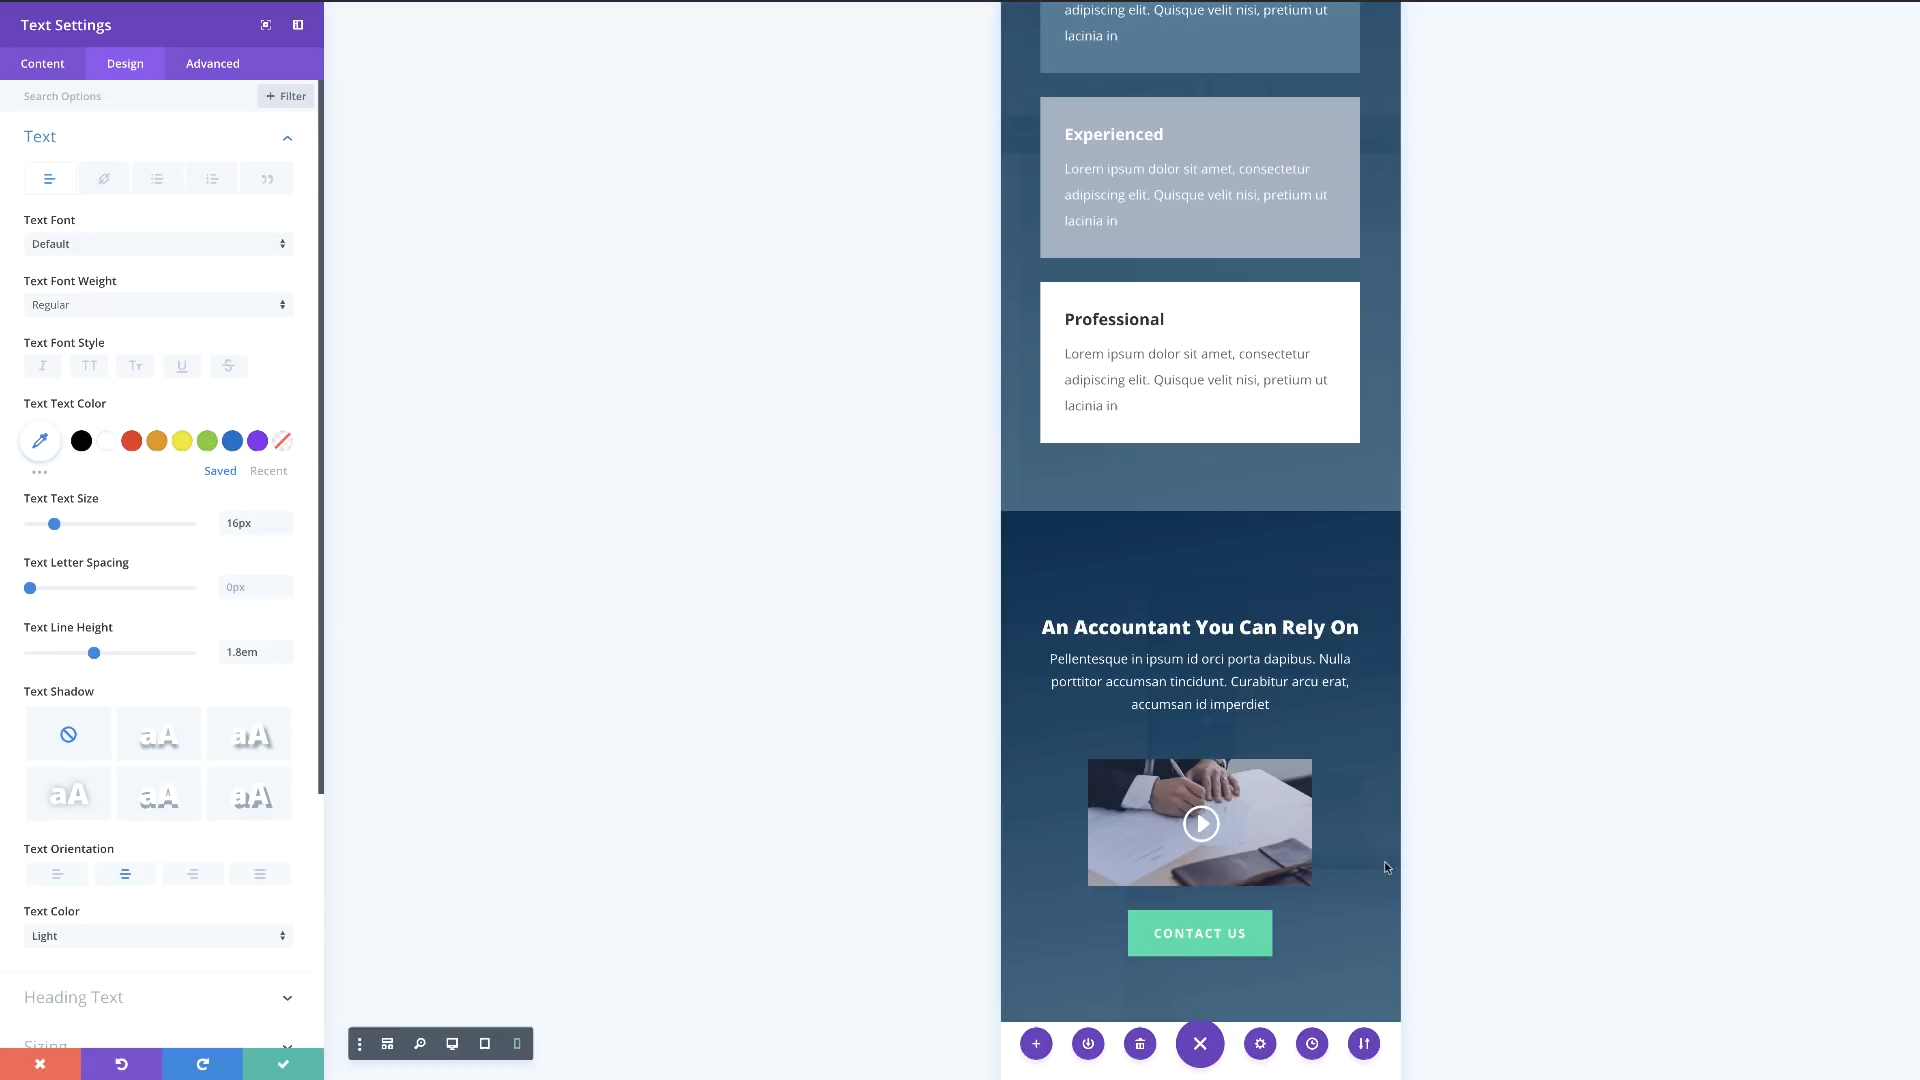 Text Settings
Content
Design
Advanced
Search Options
+ Filter
Text
Text Font
Default
Text Font Weight
Regular
Text Font Style
I
TT
Tт
U
S
Text Text Color
Saved
Recent
Text Text Size
16px
Text Letter Spacing
0px
Text Line Height
1.8em
Text Shadow
aA
aA
aA
aA
aA
Text Orientation
Text Color
Light
Heading Text
Sizing
adipiscing elit. Quisque velit nisi, pretium ut
lacinia in
Experienced
Lorem ipsum dolor sit amet, consectetur
adipiscing elit. Quisque velit nisi, pretium ut
lacinia in
Professional
Lorem ipsum dolor sit amet, consectetur
adipiscing elit. Quisque velit nisi, pretium ut
lacinia in
An Accountant You Can Rely On
Pellentesque in ipsum id orci porta dapibus. Nulla
porttitor accumsan tincidunt. Curabitur arcu erat,
accumsan id imperdiet
CONTACT US